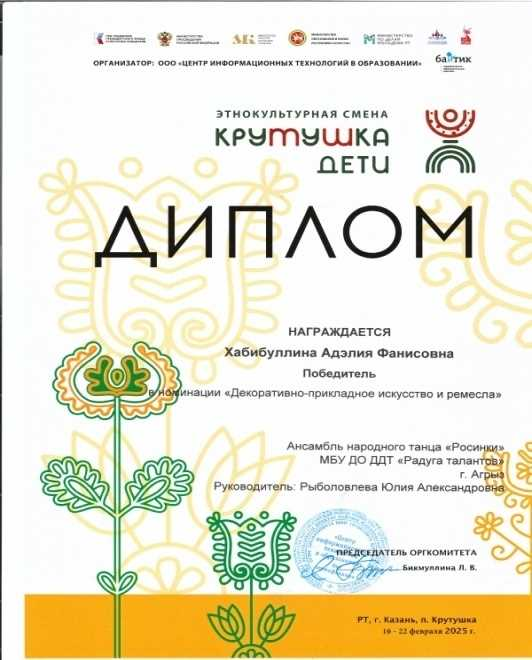 ОРГАНИЗАТОР: ООО «ЦЕНТР ИНФОРМАЦИОННЫХ ТЕХНОЛОГИЙ В ОБРАЗОВАНИИ»
байтик
ЭТНОКУЛЬТУРНАЯ СМЕНА
КРУТУШКА
ДЕТИ
ДИПЛОМ
НАГРАЖДАЕТСЯ
Хабибуллина Адэлия Фанисовна
Победитель
в номинации «Декоративно-прикладное искусство и ремесла»
Ансамбль народного танца «Росинки»
МБУ ДО ДДТ «Радуга талантов»
г. Агрыз
Руководитель: Рыболовлева Юлия Александровна
ПРЕДСЕДАТЕЛЬ ОРГКОМИТЕТА
Бикмуллина Л. В.
РТ, г. Казань, п. Крутушка
16 - 22 февраля 2025 г.